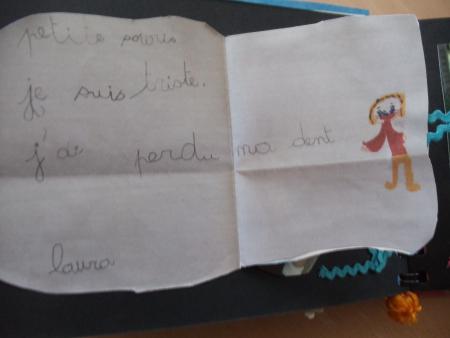 petite souris
je suis triste.
j'ai perdu ma dent
laura